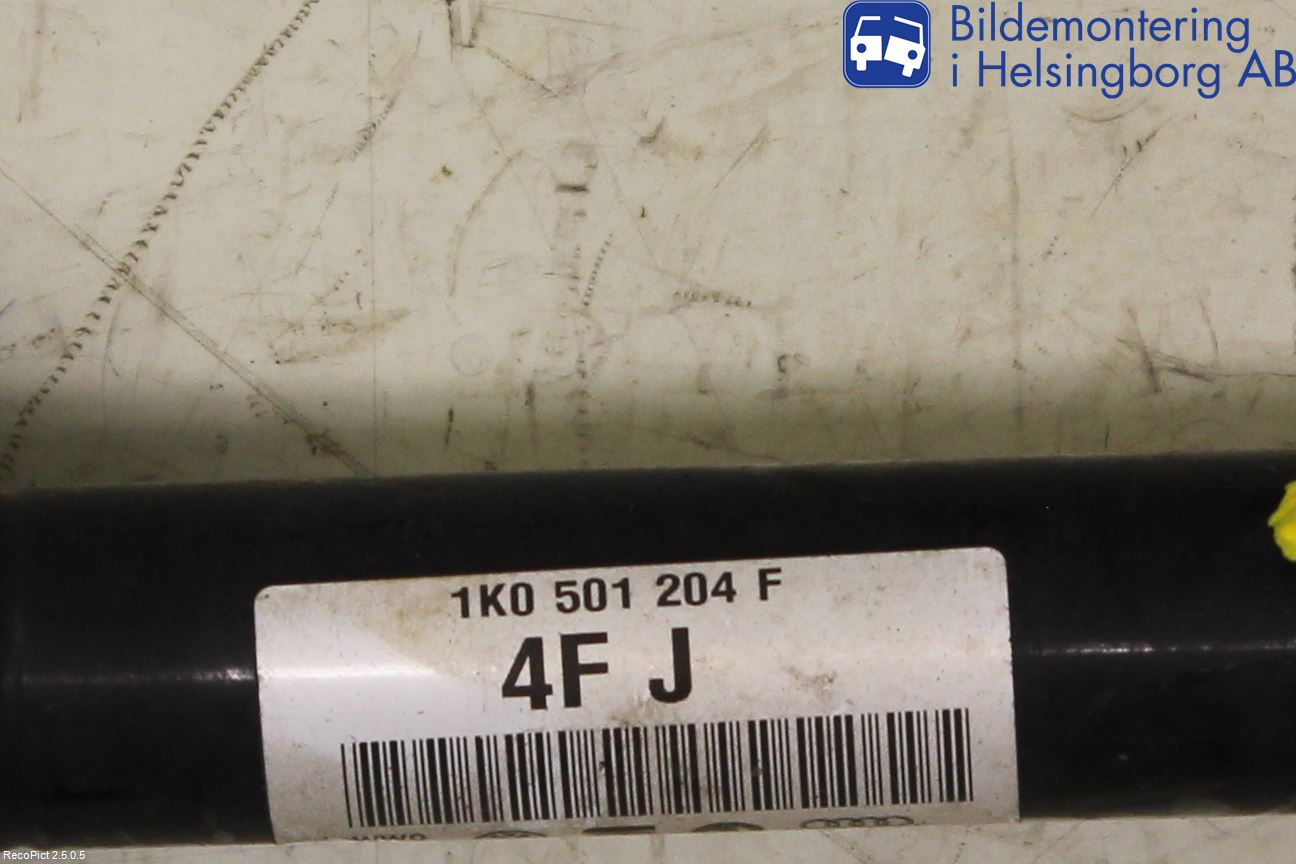 Bildemontering
i Helsingborg AB
1K0 501 204 F
4F J
RecoPict 2.5.0.5